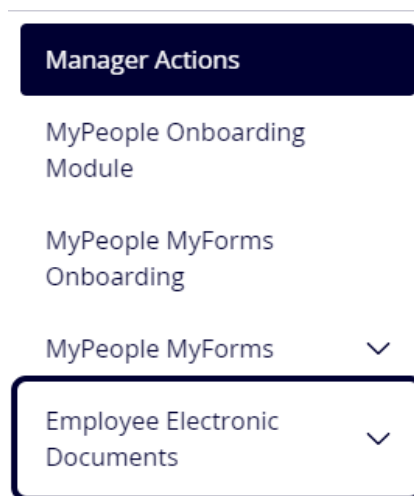 Manager Actions
MyPeople Onboarding
Module
MyPeople MyForms
Onboarding
MyPeople MyForms
Employee Electronic
Documents